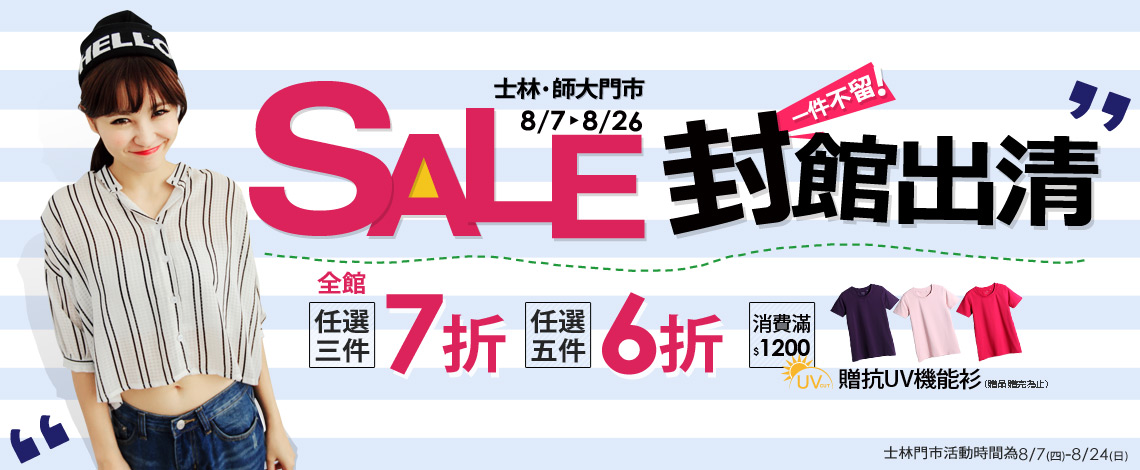 HELLO
士林·師大門市
8/7▸8/26
SALE
一件不留!
封館出清
全館
任選
三件
7折
任選
五件
6折
消費滿
$1200
UV
贈抗UV機能衫(贈品贈完為止)
士林門市活動時間為8/7(四)-8/24(日)